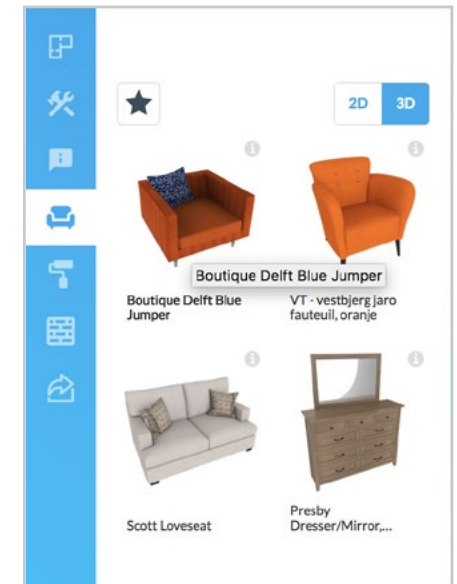 2D 3D
Boutique Delft Blue Jumper
Boutique Delft Blue
Jumper
VT - vestbjerg jaro
fauteuil, oranje
Scott Loveseat
Presby
Dresser/Mirror,...